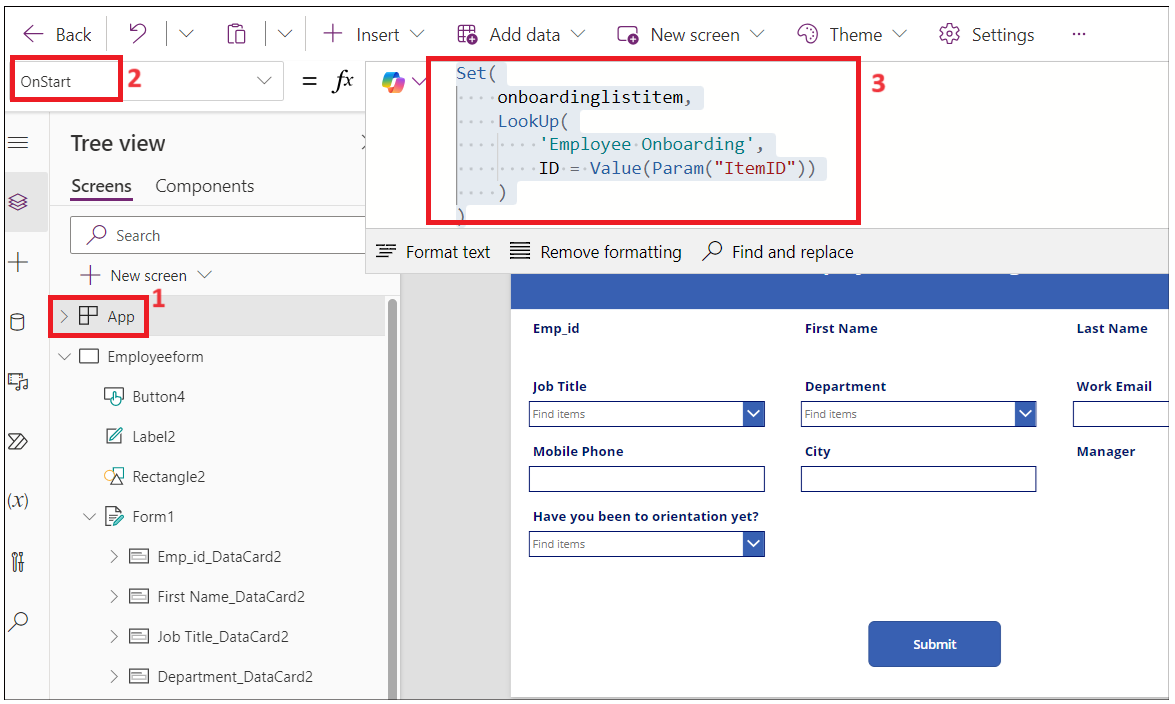 Back
Insert
Add data
New screen
Theme
Settings
...
OnStart
2
= fx
Set(
onboardinglistitem,
LookUp(
'Employee Onboarding',
ID = Value(Param("ItemID"))
)
)
3
Format text
Remove formatting
Find and replace
Tree view
Screens
Components
Search
New screen
App
1
Employeeform
Button4
Label2
Rectangle2
Form1
Emp_id_DataCard2
First Name_DataCard2
Job Title_DataCard2
Department_DataCard2
(x)
Emp_id
First Name
Last Name
Job Title
Department
Work Email
Find items
Find items
Mobile Phone
City
Manager
Have you been to orientation yet?
Find items
Submit